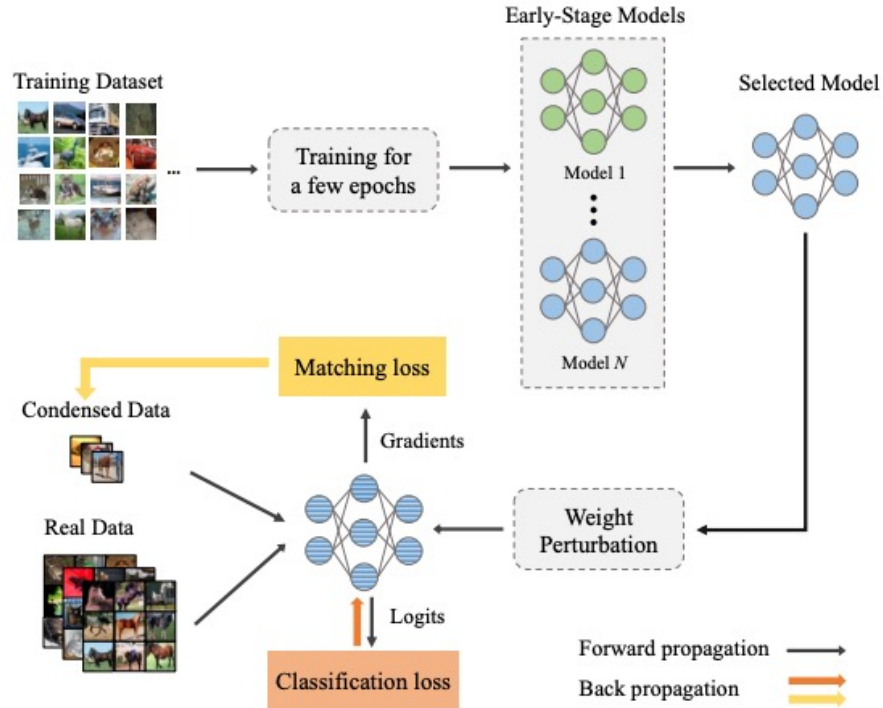 Early-Stage Models
Training Dataset
Selected Model
...
Training for
a few epochs
Model 1
Model N
Matching loss
Condensed Data
Gradients
Real Data
Weight
Perturbation
Logits
Classification loss
Forward propagation
Back propagation